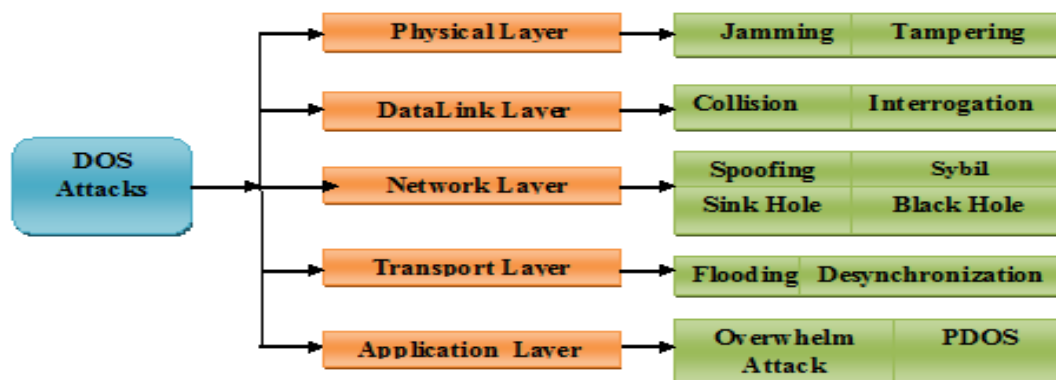 DOS
Attacks
Physical Layer
Jamming
Tampering
DataLink Layer
Collision
Interrogation
Network Layer
Spoofing
Sybil
Sink Hole
Black Hole
Transport Layer
Flooding
Desynchronization
Application Layer
Overwhelm
Attack
PDOS